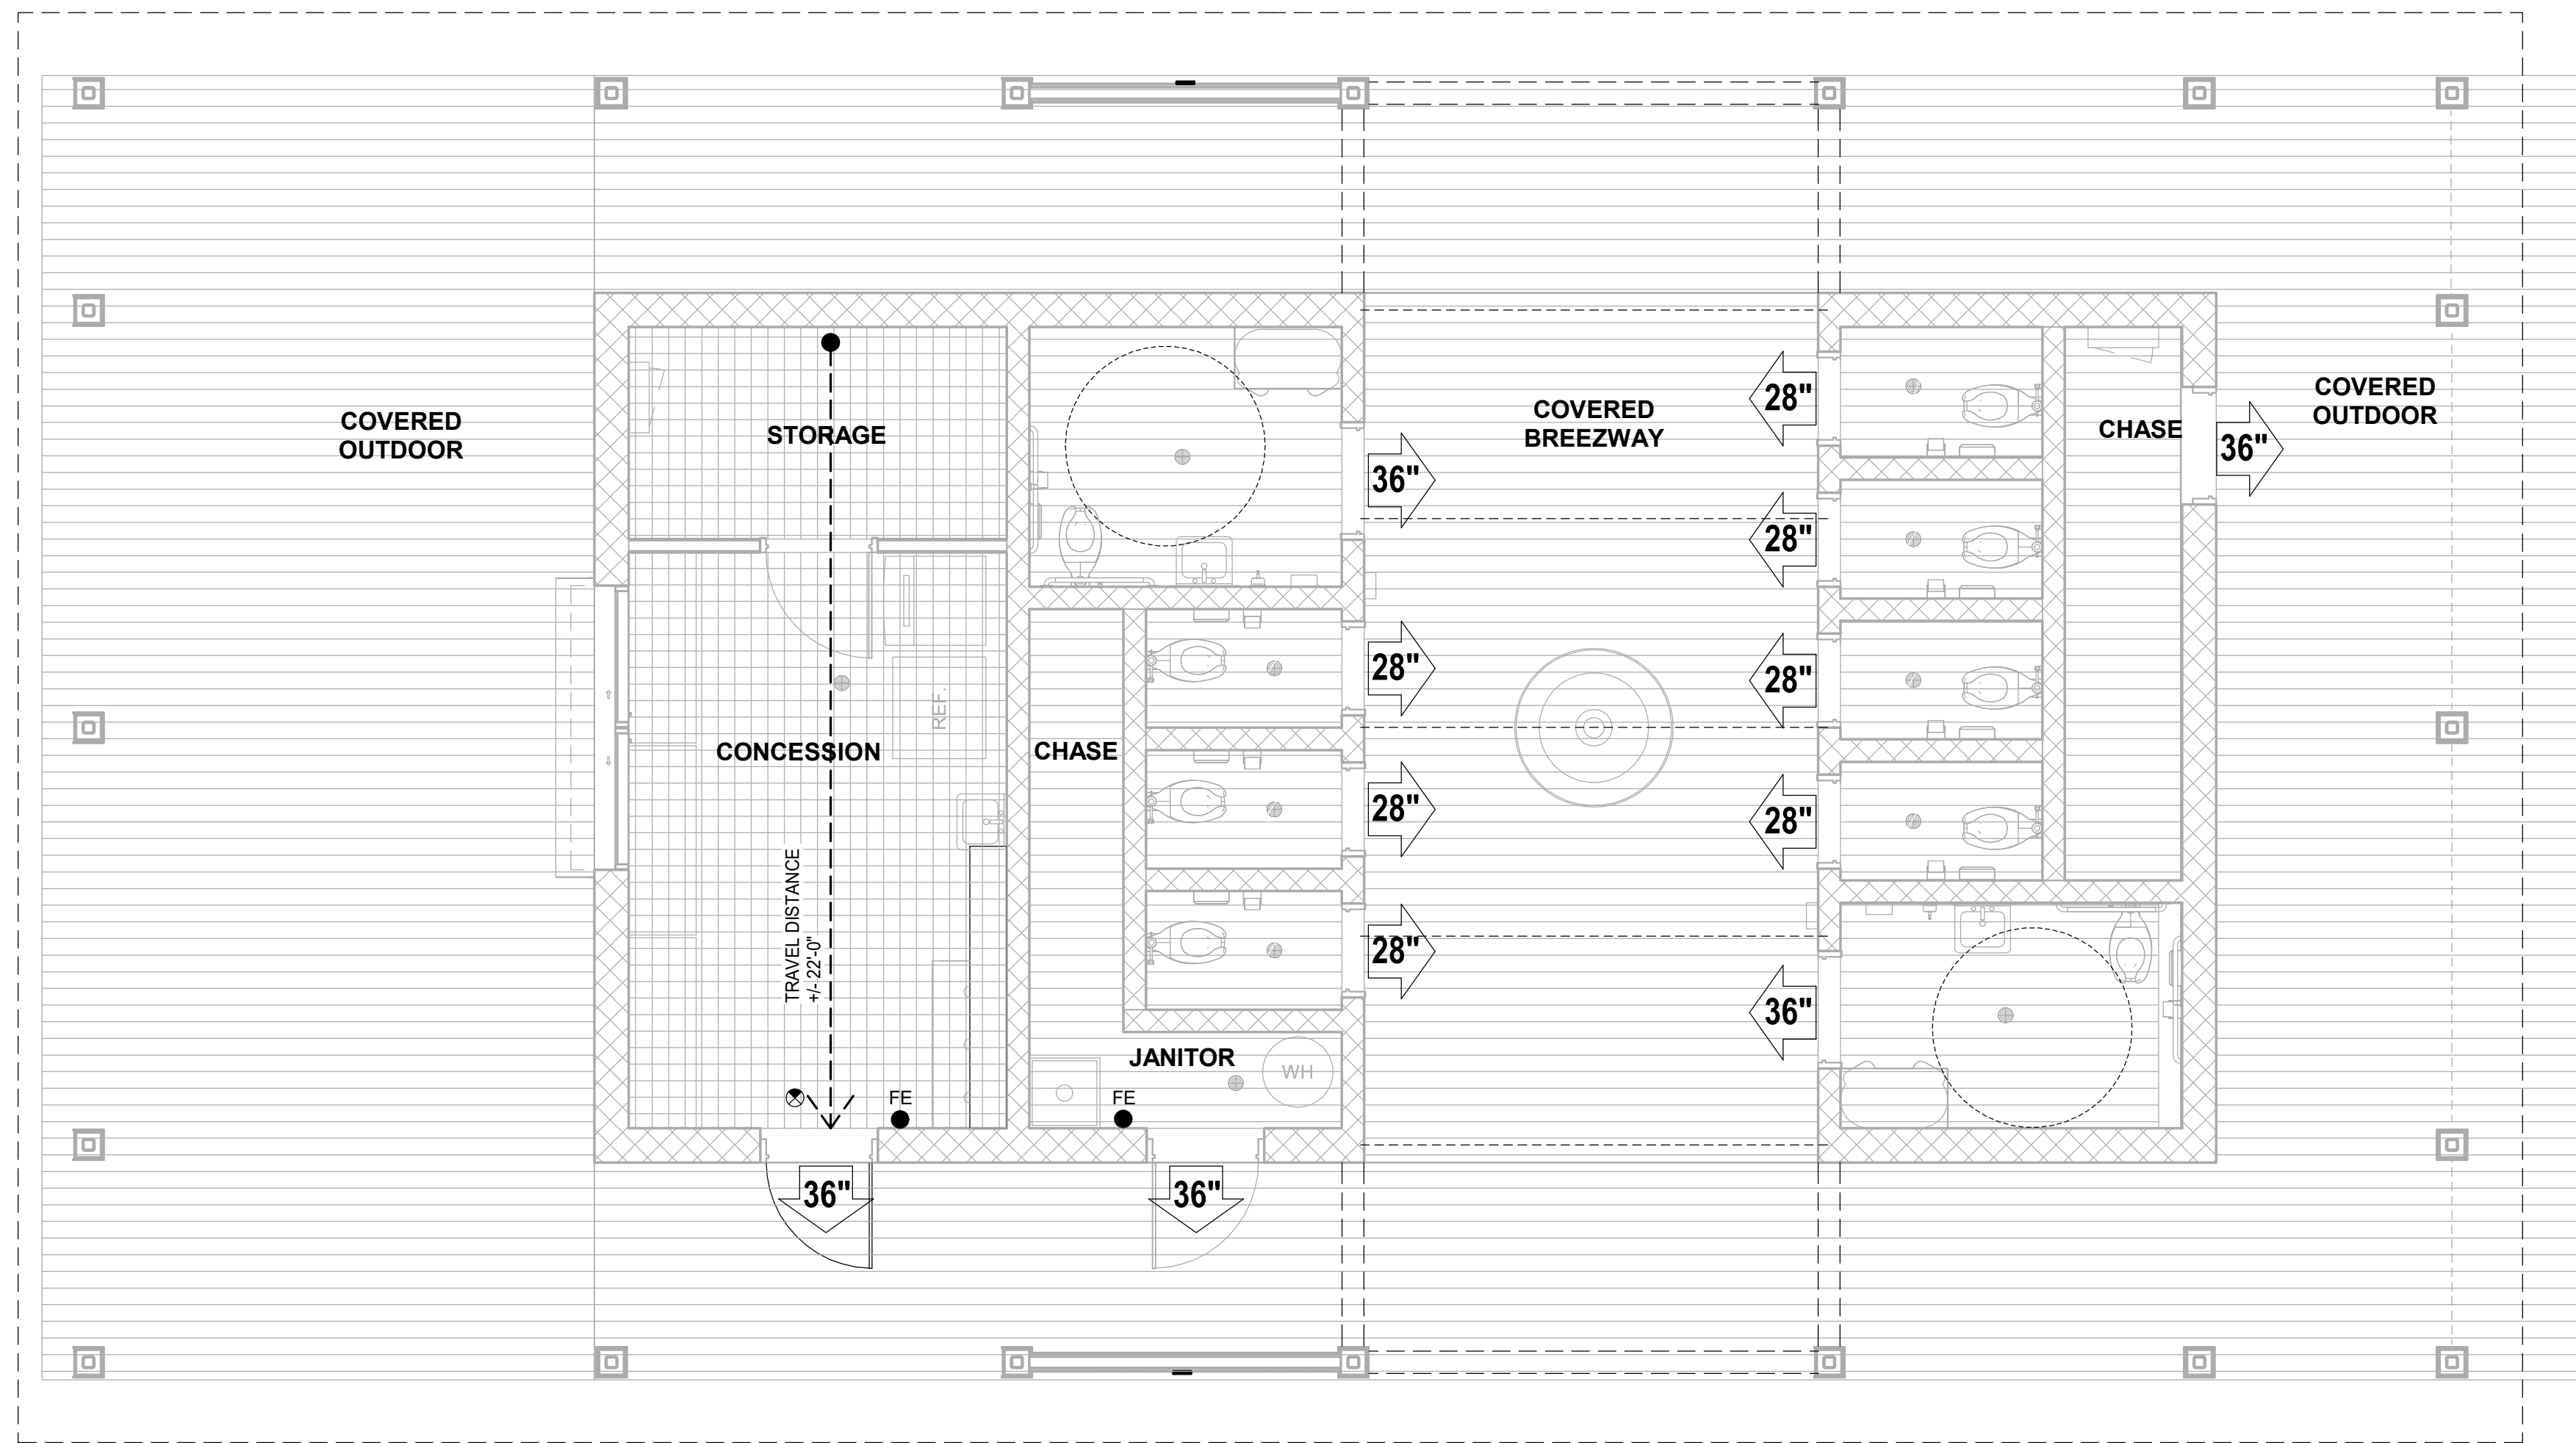 COVERED
OUTDOOR
STORAGE
COVERED
BREEZWAY
28"
CHASE
COVERED
OUTDOOR
36"
36"
28"
28"
28"
REF.
CONCESSION
CHASE
28"
28"
28"
TRAVEL DISTANCE
+/-22'-0"
28"
36"
JANITOR
WH
FE
FE
36"
36"